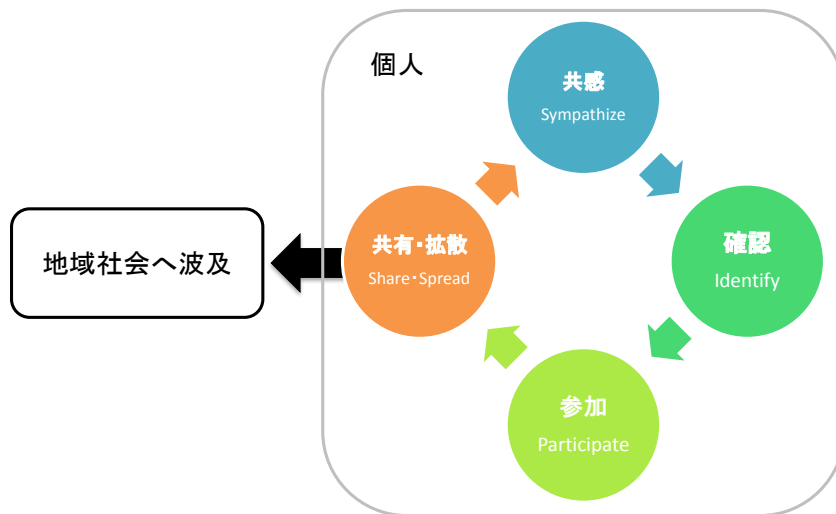 個人
共感
Sympathize
確認
Identify
参加
Participate
共有・拡散
Share・Spread
地域社会へ波及